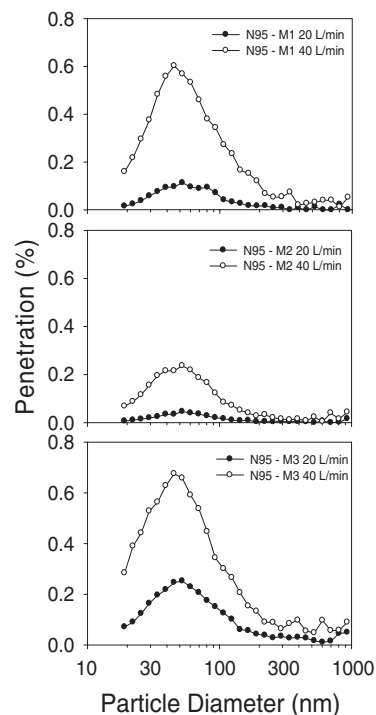 0.8
N95 - M1 20 L/min
N95 - M1 40 L/min
0.6
0.4
0.2
0.0
0.8
N95 - M2 20 L/min
N95 - M2 40 L/min
0.6
0.4
0.2
0.0
0.8
N95 - M3 20 L/min
N95 - M3 40 L/min
0.6
0.4
0.2
0.0
Penetration (%)
10 30 100 300 1000
Particle Diameter (nm)